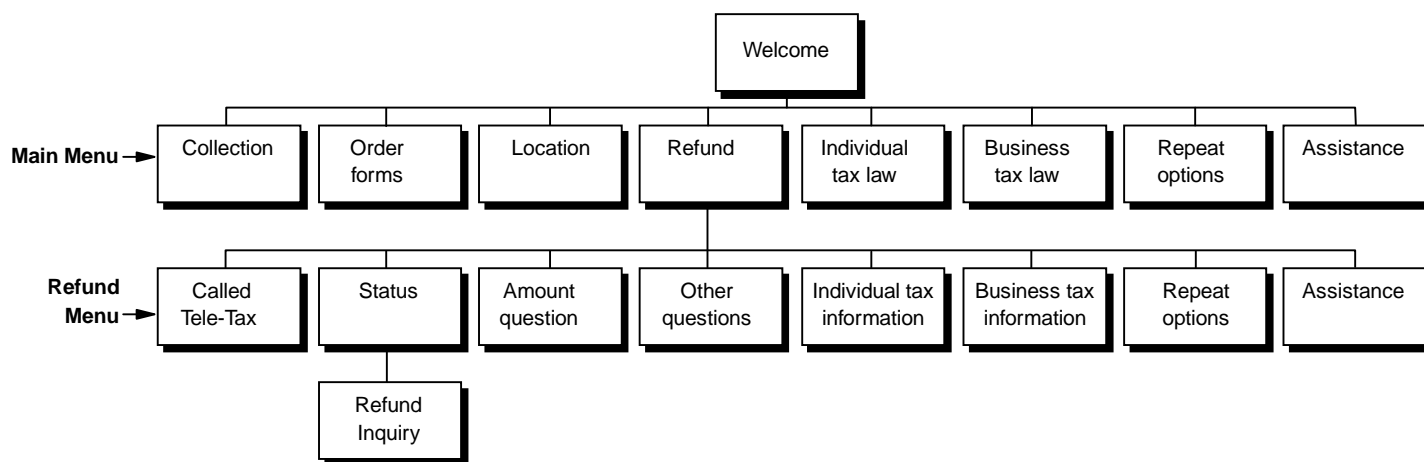 Welcome
Main Menu
Collection
Order
forms
Location
Refund
Individual
tax law
Business
tax law
Repeat
options
Assistance
Refund
Menu
Called
Tele-Tax
Status
Amount
question
Other
questions
Individual tax
information
Business tax
information
Repeat
options
Assistance
Refund
Inquiry